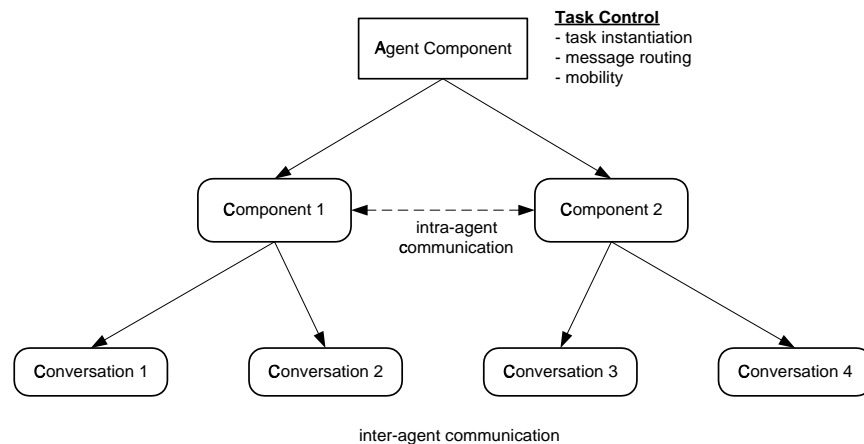 Task Control
- task instantiation
- message routing
- mobility
Agent Component
Component 1
Component 2
intra-agent
communication
Conversation 1
Conversation 2
Conversation 3
Conversation 4
inter-agent communication